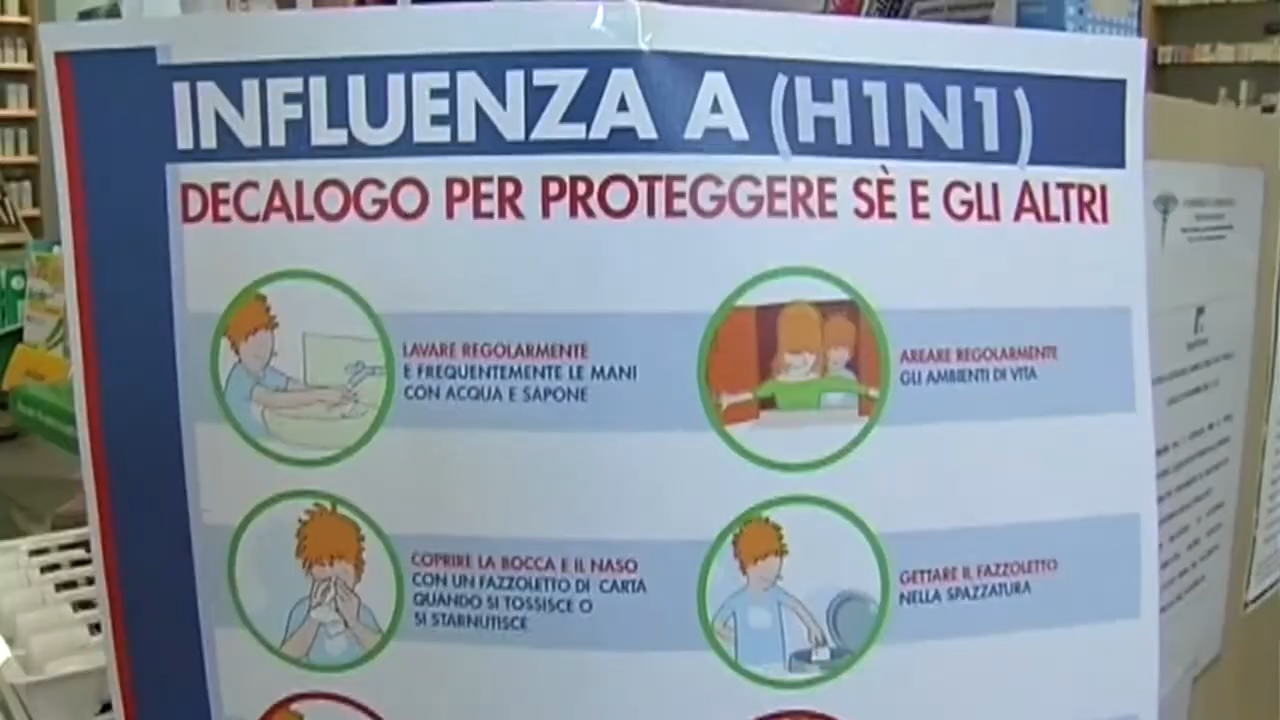 INFLUENZA A (H1N1)
DECALOGO PER PROTEGGERE SÈ E GLI ALTRI
LAVARE REGOLARMENTE
E FREQUENTEMENTE LE MANI
CON ACQUA E SAPONE
AREARE REGOLARMENTE
GLI AMBIENTI DI VITA
COPRIRE LA BOCCA E IL NASO
CON UN FAZZOLETTO DI CARTA
QUANDO SI TOSSISCE O
SI STARNUTISCE
GETTARE IL FAZZOLETTO
NELLA SPAZZATURA